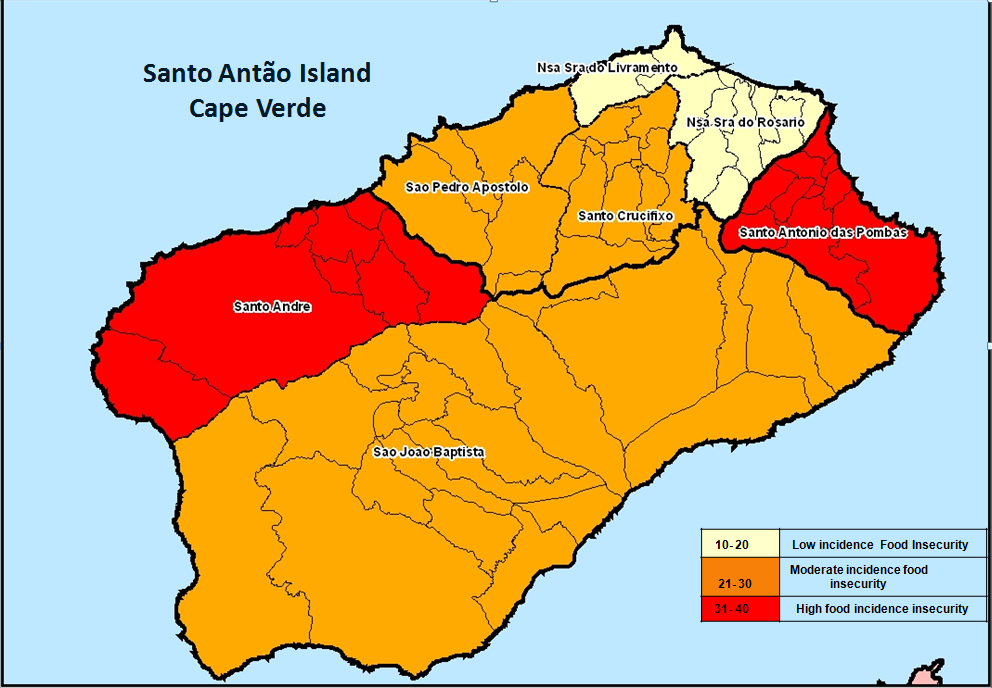 Santo Antão Island
Cape Verde
Nsa Sra do Livramento
Nsa Sra do Rosario
Sao Pedro Apostolo
Santo Crucifixo
Santo Antonio das Pombas
Santo Andre
Sao Joao Baptista
10-20 Low incidence Food Insecurity
21-30 Moderate incidence food
insecurity
31-40 High food incidence insecurity